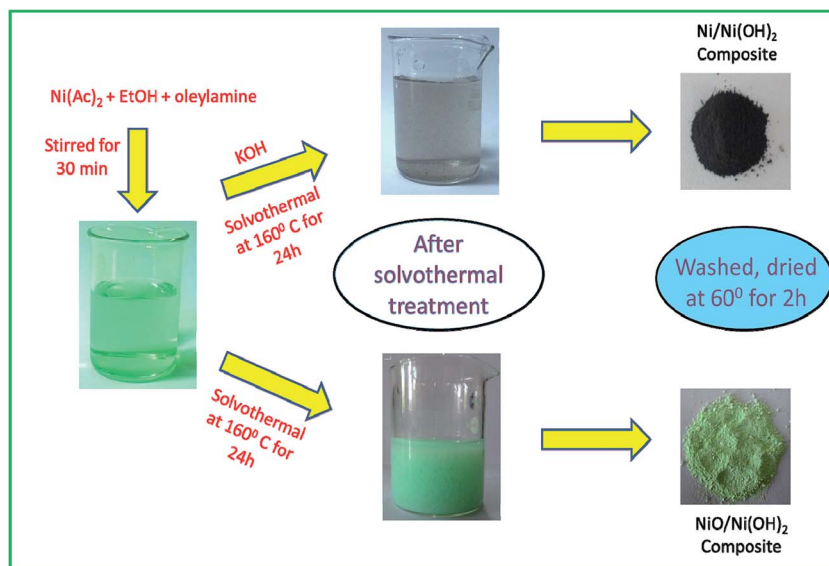 Ni(Ac)₂ + EtOH + oleylamine
Stirred for
30 min
KOH
Solvothermal
at 160⁰ C for
24h
Ni/Ni(OH)₂
Composite
After
solvothermal
treatment
Washed, dried
at 60⁰ for 2h
Solvothermal
at 160⁰ C for
24h
NiO/Ni(OH)₂
Composite